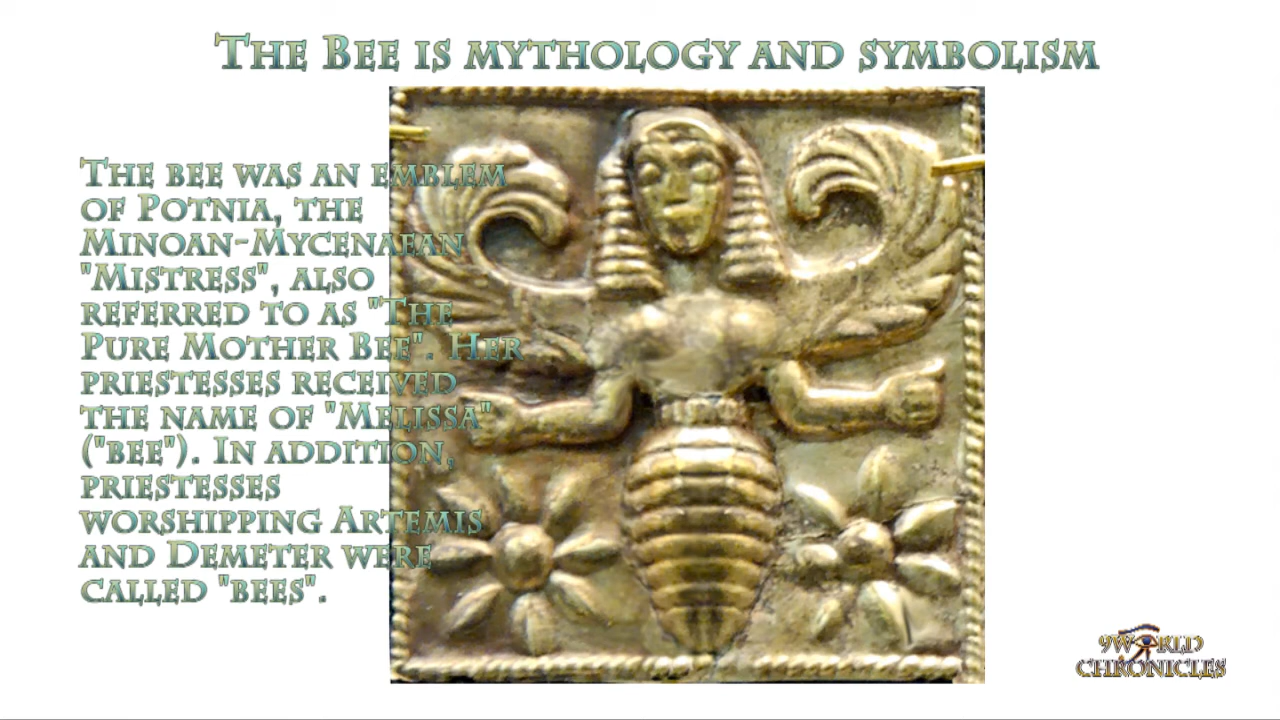 The Bee is mythology and symbolism
The bee was an emblem
of Potnia, the
Minoan-Mycenaean
"Mistress", also
referred to as "The
Pure Mother Bee". Her
priestesses received
the name of "Melissa"
("bee"). In addition,
priestesses
worshipping Artemis
and Demeter were
called "bees".
9World
Chronicles